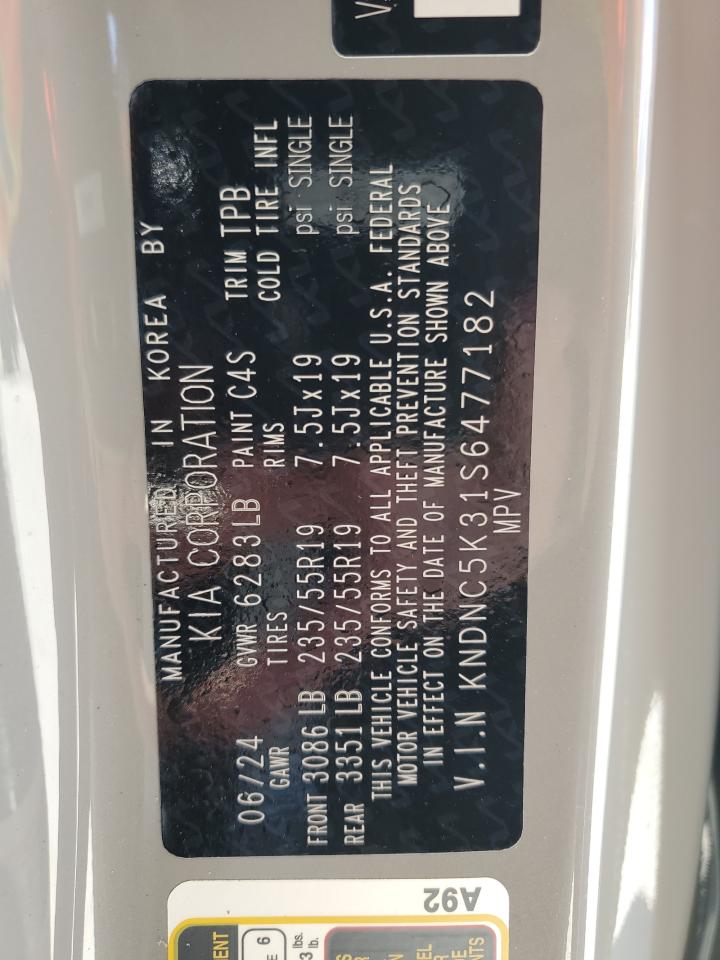 MANUFACTURED IN KOREA BY
KIA CORPORATION
06/24 GVWR 6283LB PAINT C4S TRIM TPB
GAWR TIRES RIMS COLD TIRE INFL
FRONT 3086 LB 235/55R19 7.5Jx19 psi SINGLE
REAR 3351 LB 235/55R19 7.5Jx19 psi SINGLE
THIS VEHICLE CONFORMS TO ALL APPLICABLE U.S.A. FEDERAL
MOTOR VEHICLE SAFETY AND THEFT PREVENTION STANDARDS
IN EFFECT ON THE DATE OF MANUFACTURE SHOWN ABOVE
V.I.N KNDNC5K31S6477182
MPV
A92